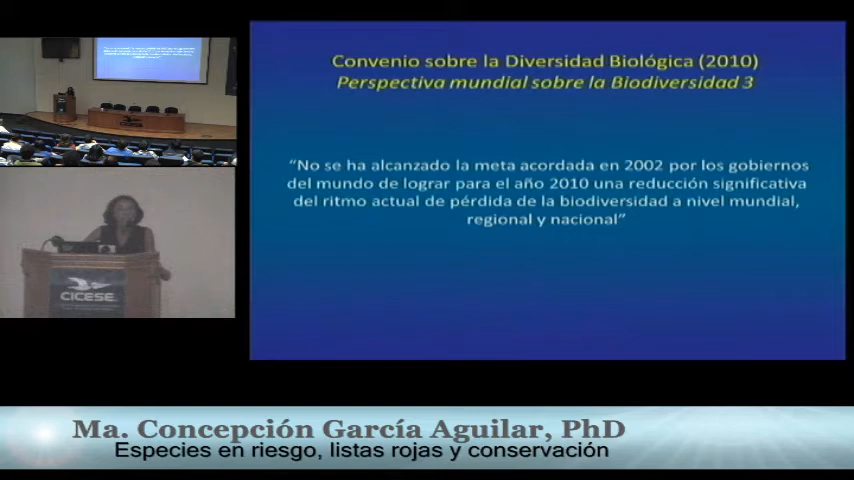 Convenio sobre la Diversidad Biológica (2010)
Perspectiva mundial sobre la Biodiversidad 3
“No se ha alcanzado la meta acordada en 2002 por los gobiernos
del mundo de lograr para el año 2010 una reducción significativa
del ritmo actual de pérdida de la biodiversidad a nivel mundial,
regional y nacional”
CICESE
Ma. Concepción García Aguilar, PhD
Especies en riesgo, listas rojas y conservación